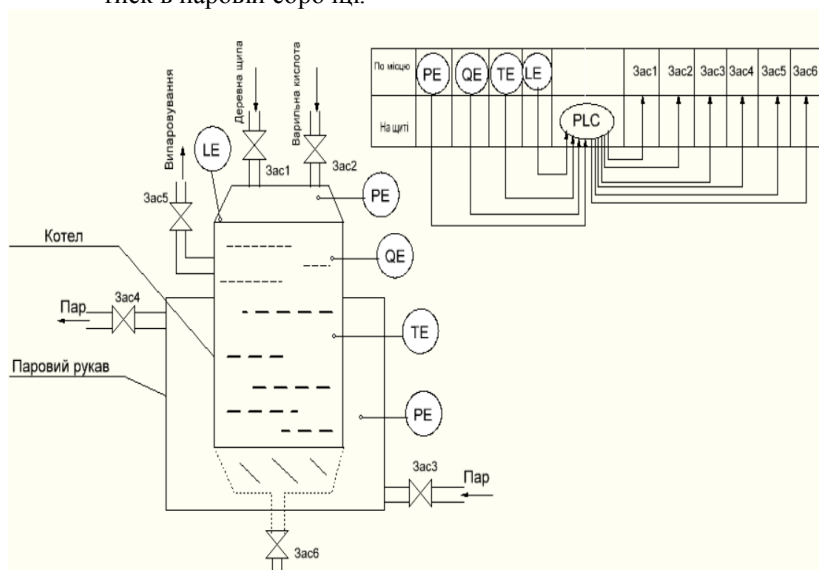 тиск в паровій сорочці.
По місцю
PE
QE
TE
LE
Зас1
Зас2
Зас3
Зас4
Зас5
Зас6
На щиті
PLC
Випаровування
Деревна щипа
Варильна кислота
LE
Зас1
Зас2
PE
Зас5
Котел
QE
Зас4
Пар
TE
Паровий рукав
PE
Зас3
Пар
Зас6